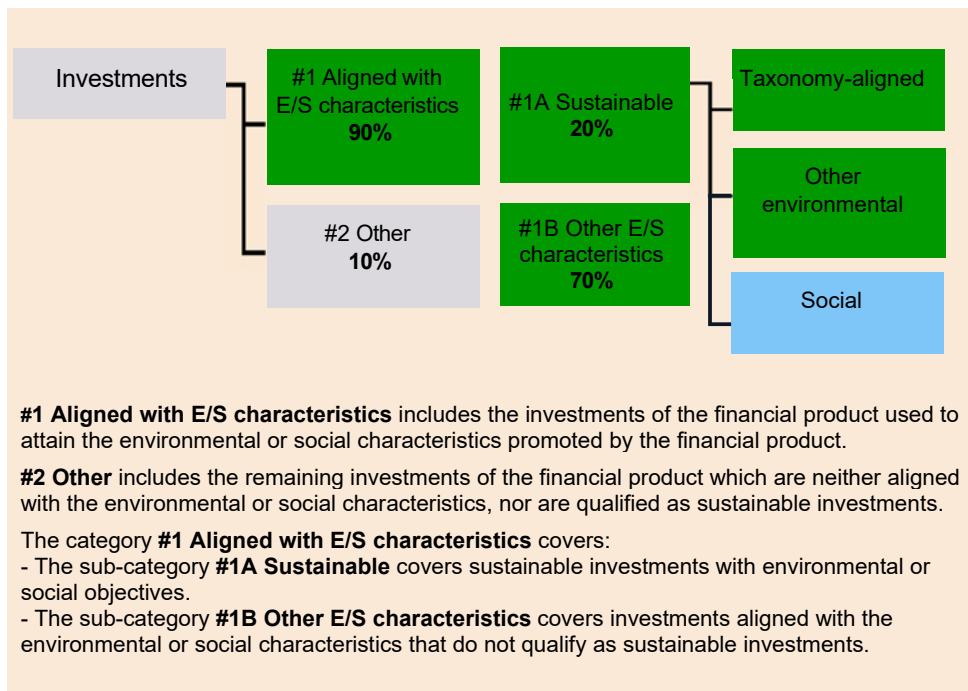 Investments
#1 Aligned with
E/S characteristics
90%
#2 Other
10%
#1A Sustainable
20%
#1B Other E/S
characteristics
70%
Taxonomy-aligned
Other
environmental
Social
#1 Aligned with E/S characteristics includes the investments of the financial product used to
attain the environmental or social characteristics promoted by the financial product.
#2 Other includes the remaining investments of the financial product which are neither aligned
with the environmental or social characteristics, nor are qualified as sustainable investments.
The category #1 Aligned with E/S characteristics covers:
- The sub-category #1A Sustainable covers sustainable investments with environmental or
social objectives.
- The sub-category #1B Other E/S characteristics covers investments aligned with the
environmental or social characteristics that do not qualify as sustainable investments.